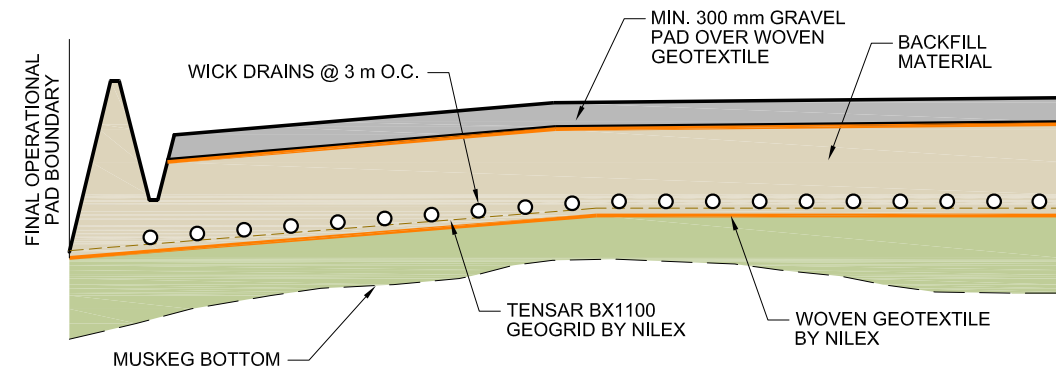 FINAL OPERATIONAL
PAD BOUNDARY
WICK DRAINS @ 3 m O.C.
MIN. 300 mm GRAVEL
PAD OVER WOVEN
GEOTEXTILE
BACKFILL
MATERIAL
MUSKEG BOTTOM
TENSAR BX1100
GEOGRID BY NILEX
WOVEN GEOTEXTILE
BY NILEX